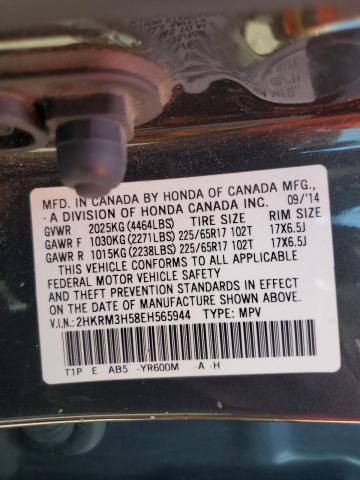 MFD. IN CANADA BY HONDA OF CANADA MFG.,
A DIVISION OF HONDA CANADA INC. 09/'14
GVWR 2025KG (4464LBS) TIRE SIZE RIM SIZE
GAWR F 1030KG (2271LBS) 225/65R17 102T 17X6.5J
GAWR R 1015KG (2238LBS) 225/65R17 102T 17X6.5J
THIS VEHICLE CONFORMS TO ALL APPLICABLE
FEDERAL MOTOR VEHICLE SAFETY
AND THEFT PREVENTION STANDARDS IN EFFECT
ON THE DATE OF MANUFACTURE SHOWN ABOVE.
V.I.N.: 2HKRM3H58EH565944 TYPE: MPV
T1P E AB5 -YR600M -A -H